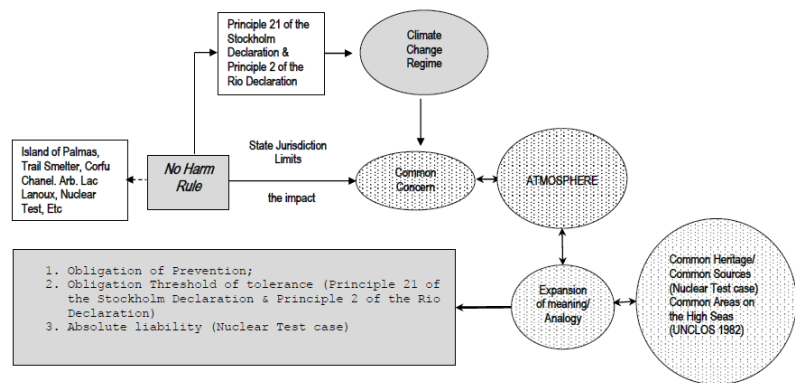 Principle 21 of the
Stockholm
Declaration &
Principle 2 of the
Rio Declaration
Climate
Change
Regime
Island of Palmas,
Trail Smelter, Corfu
Chanel. Arb. Lac
Lanoux, Nuclear
Test, Etc
No Harm
Rule
State Jurisdiction
Limits
the impact
Common
Concern
ATMOSPHERE
1. Obligation of Prevention;
2. Obligation Threshold of tolerance (Principle 21 of
the Stockholm Declaration & Principle 2 of the Rio
Declaration)
3. Absolute liability (Nuclear Test case)
Expansion
of meaning/
Analogy
Common Heritage/
Common Sources
(Nuclear Test case)
Common Areas on
the High Seas
(UNCLOS 1982)